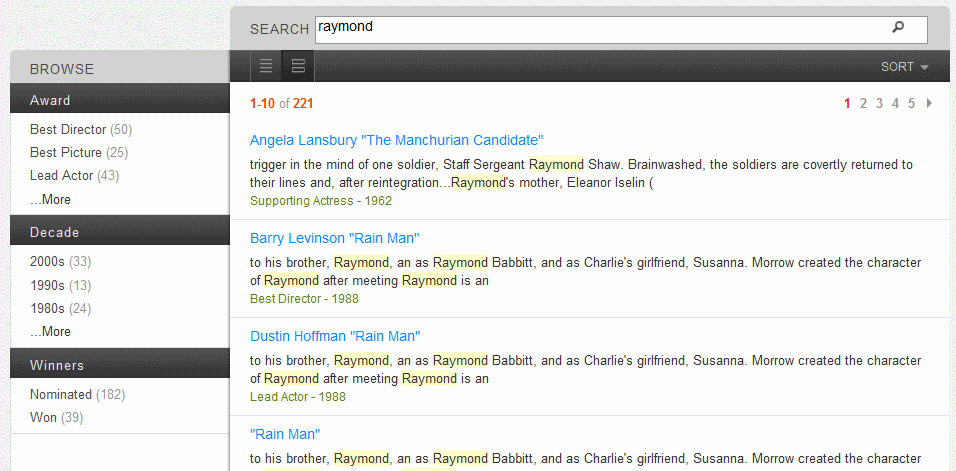 SEARCH raymond
BROWSE
SORT
Award
Best Director (50)
Best Picture (25)
Lead Actor (43)
...More
Decade
2000s (33)
1990s (13)
1980s (24)
...More
Winners
Nominated (182)
Won (39)
1-10 of 221
1 2 3 4 5
Angela Lansbury "The Manchurian Candidate"
trigger in the mind of one soldier, Staff Sergeant Raymond Shaw. Brainwashed, the soldiers are covertly returned to
their lines and, after reintegration...Raymond's mother, Eleanor Iselin (
Supporting Actress - 1962
Barry Levinson "Rain Man"
to his brother, Raymond, an as Raymond Babbitt, and as Charlie's girlfriend, Susanna. Morrow created the character
of Raymond after meeting Raymond is an
Best Director - 1988
Dustin Hoffman "Rain Man"
to his brother, Raymond, an as Raymond Babbitt, and as Charlie's girlfriend, Susanna. Morrow created the character
of Raymond after meeting Raymond is an
Lead Actor - 1988
"Rain Man"
to his brother, Raymond, an as Raymond Babbitt, and as Charlie's girlfriend, Susanna. Morrow created the character